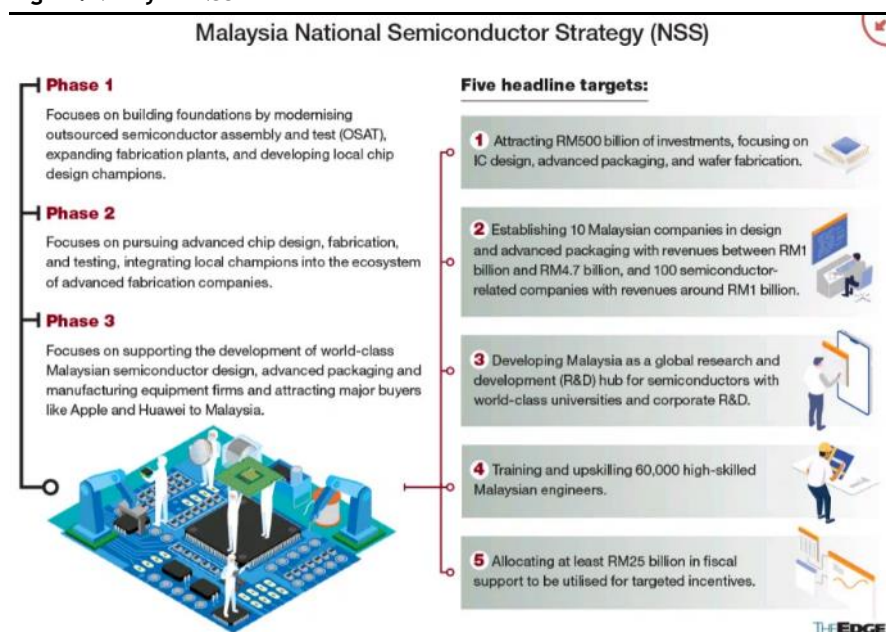 Malaysia National Semiconductor Strategy (NSS)
Phase 1
Focuses on building foundations by modernising
outsourced semiconductor assembly and test (OSAT),
expanding fabrication plants, and developing local chip
design champions.
Phase 2
Focuses on pursuing advanced chip design, fabrication,
and testing, integrating local champions into the ecosystem
of advanced fabrication companies.
Phase 3
Focuses on supporting the development of world-class
Malaysian semiconductor design, advanced packaging and
manufacturing equipment firms and attracting major buyers
like Apple and Huawei to Malaysia.
Five headline targets:
1 Attracting RM500 billion of investments, focusing on
IC design, advanced packaging, and wafer fabrication.
2 Establishing 10 Malaysian companies in design
and advanced packaging with revenues between RM1
billion and RM4.7 billion, and 100 semiconductor-
related companies with revenues around RM1 billion.
3 Developing Malaysia as a global research and
development (R&D) hub for semiconductors with
world-class universities and corporate R&D.
4 Training and upskilling 60,000 high-skilled
Malaysian engineers.
5 Allocating at least RM25 billion in fiscal
support to be utilised for targeted incentives.
THEEDGE